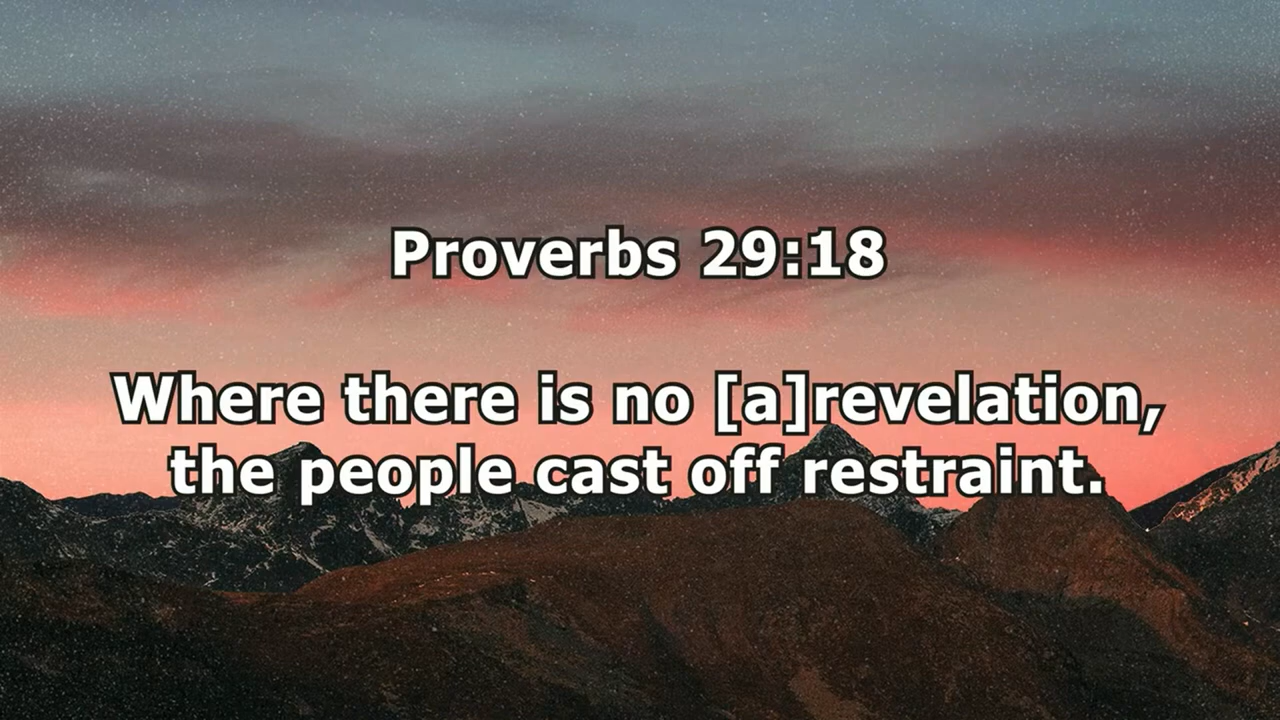 Proverbs 29:18
Where there is no [a]revelation,
the people cast off restraint.